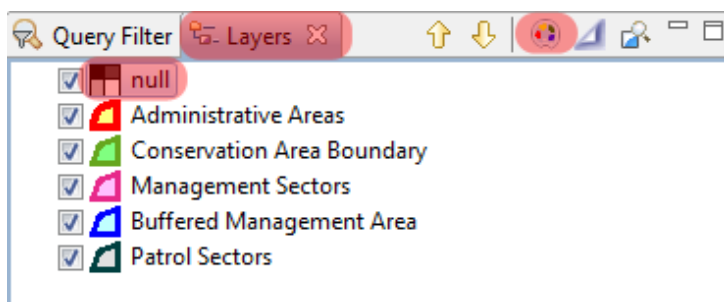 Query Filter Layers
null
Administrative Areas
Conservation Area Boundary
Management Sectors
Buffered Management Area
Patrol Sectors